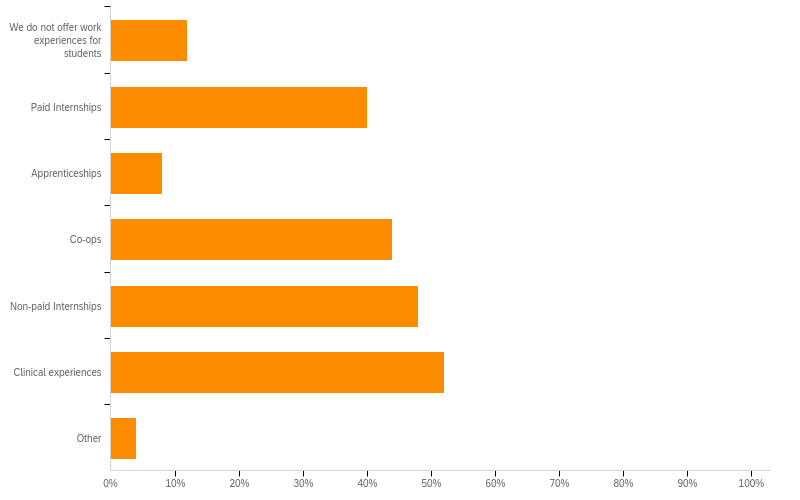 We do not offer work
experiences for
students
Paid Internships
Apprenticeships
Co-ops
Non-paid Internships
Clinical experiences
Other
0% 10% 20% 30% 40% 50% 60% 70% 80% 90% 100%